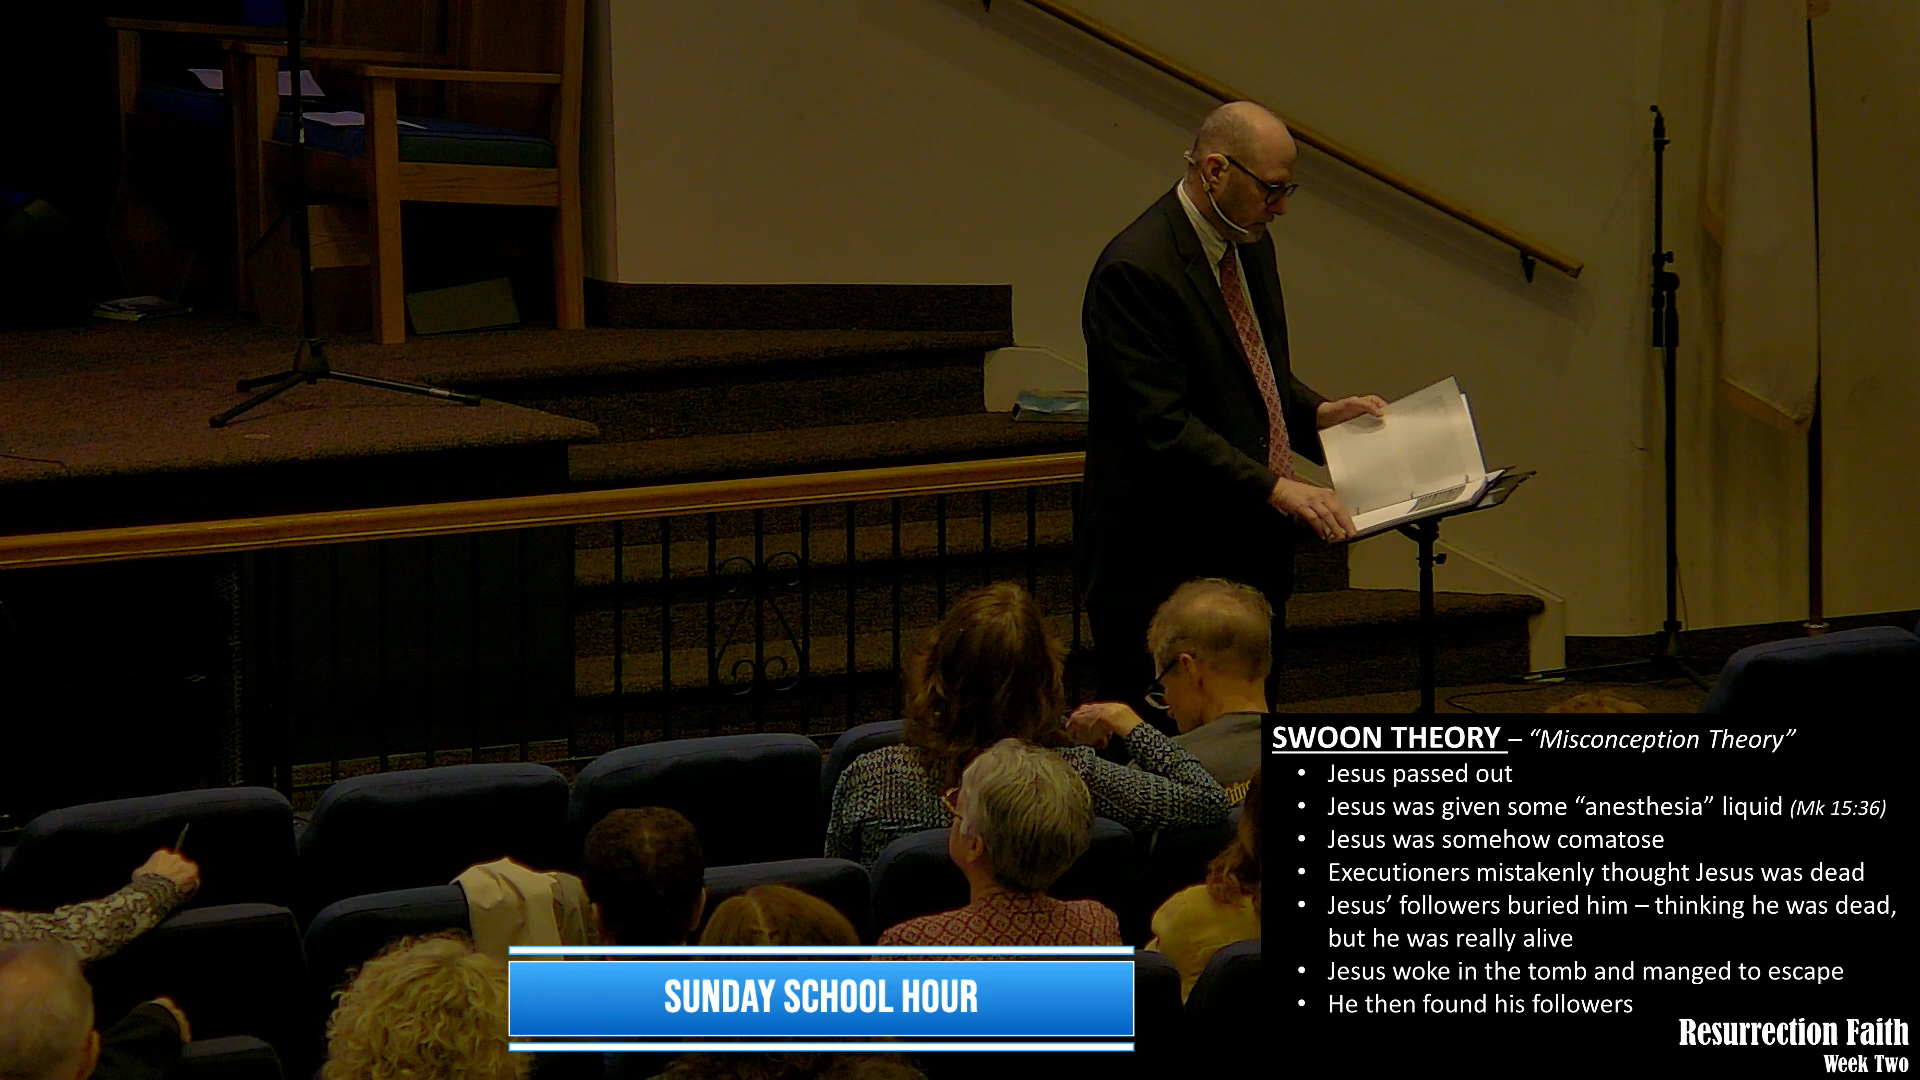 SWOON THEORY – “Misconception Theory”
• Jesus passed out
• Jesus was given some “anesthesia” liquid (Mk 15:36)
• Jesus was somehow comatose
• Executioners mistakenly thought Jesus was dead
• Jesus’ followers buried him – thinking he was dead,
but he was really alive
• Jesus woke in the tomb and manged to escape
• He then found his followers
SUNDAY SCHOOL HOUR
Resurrection Faith
Week Two